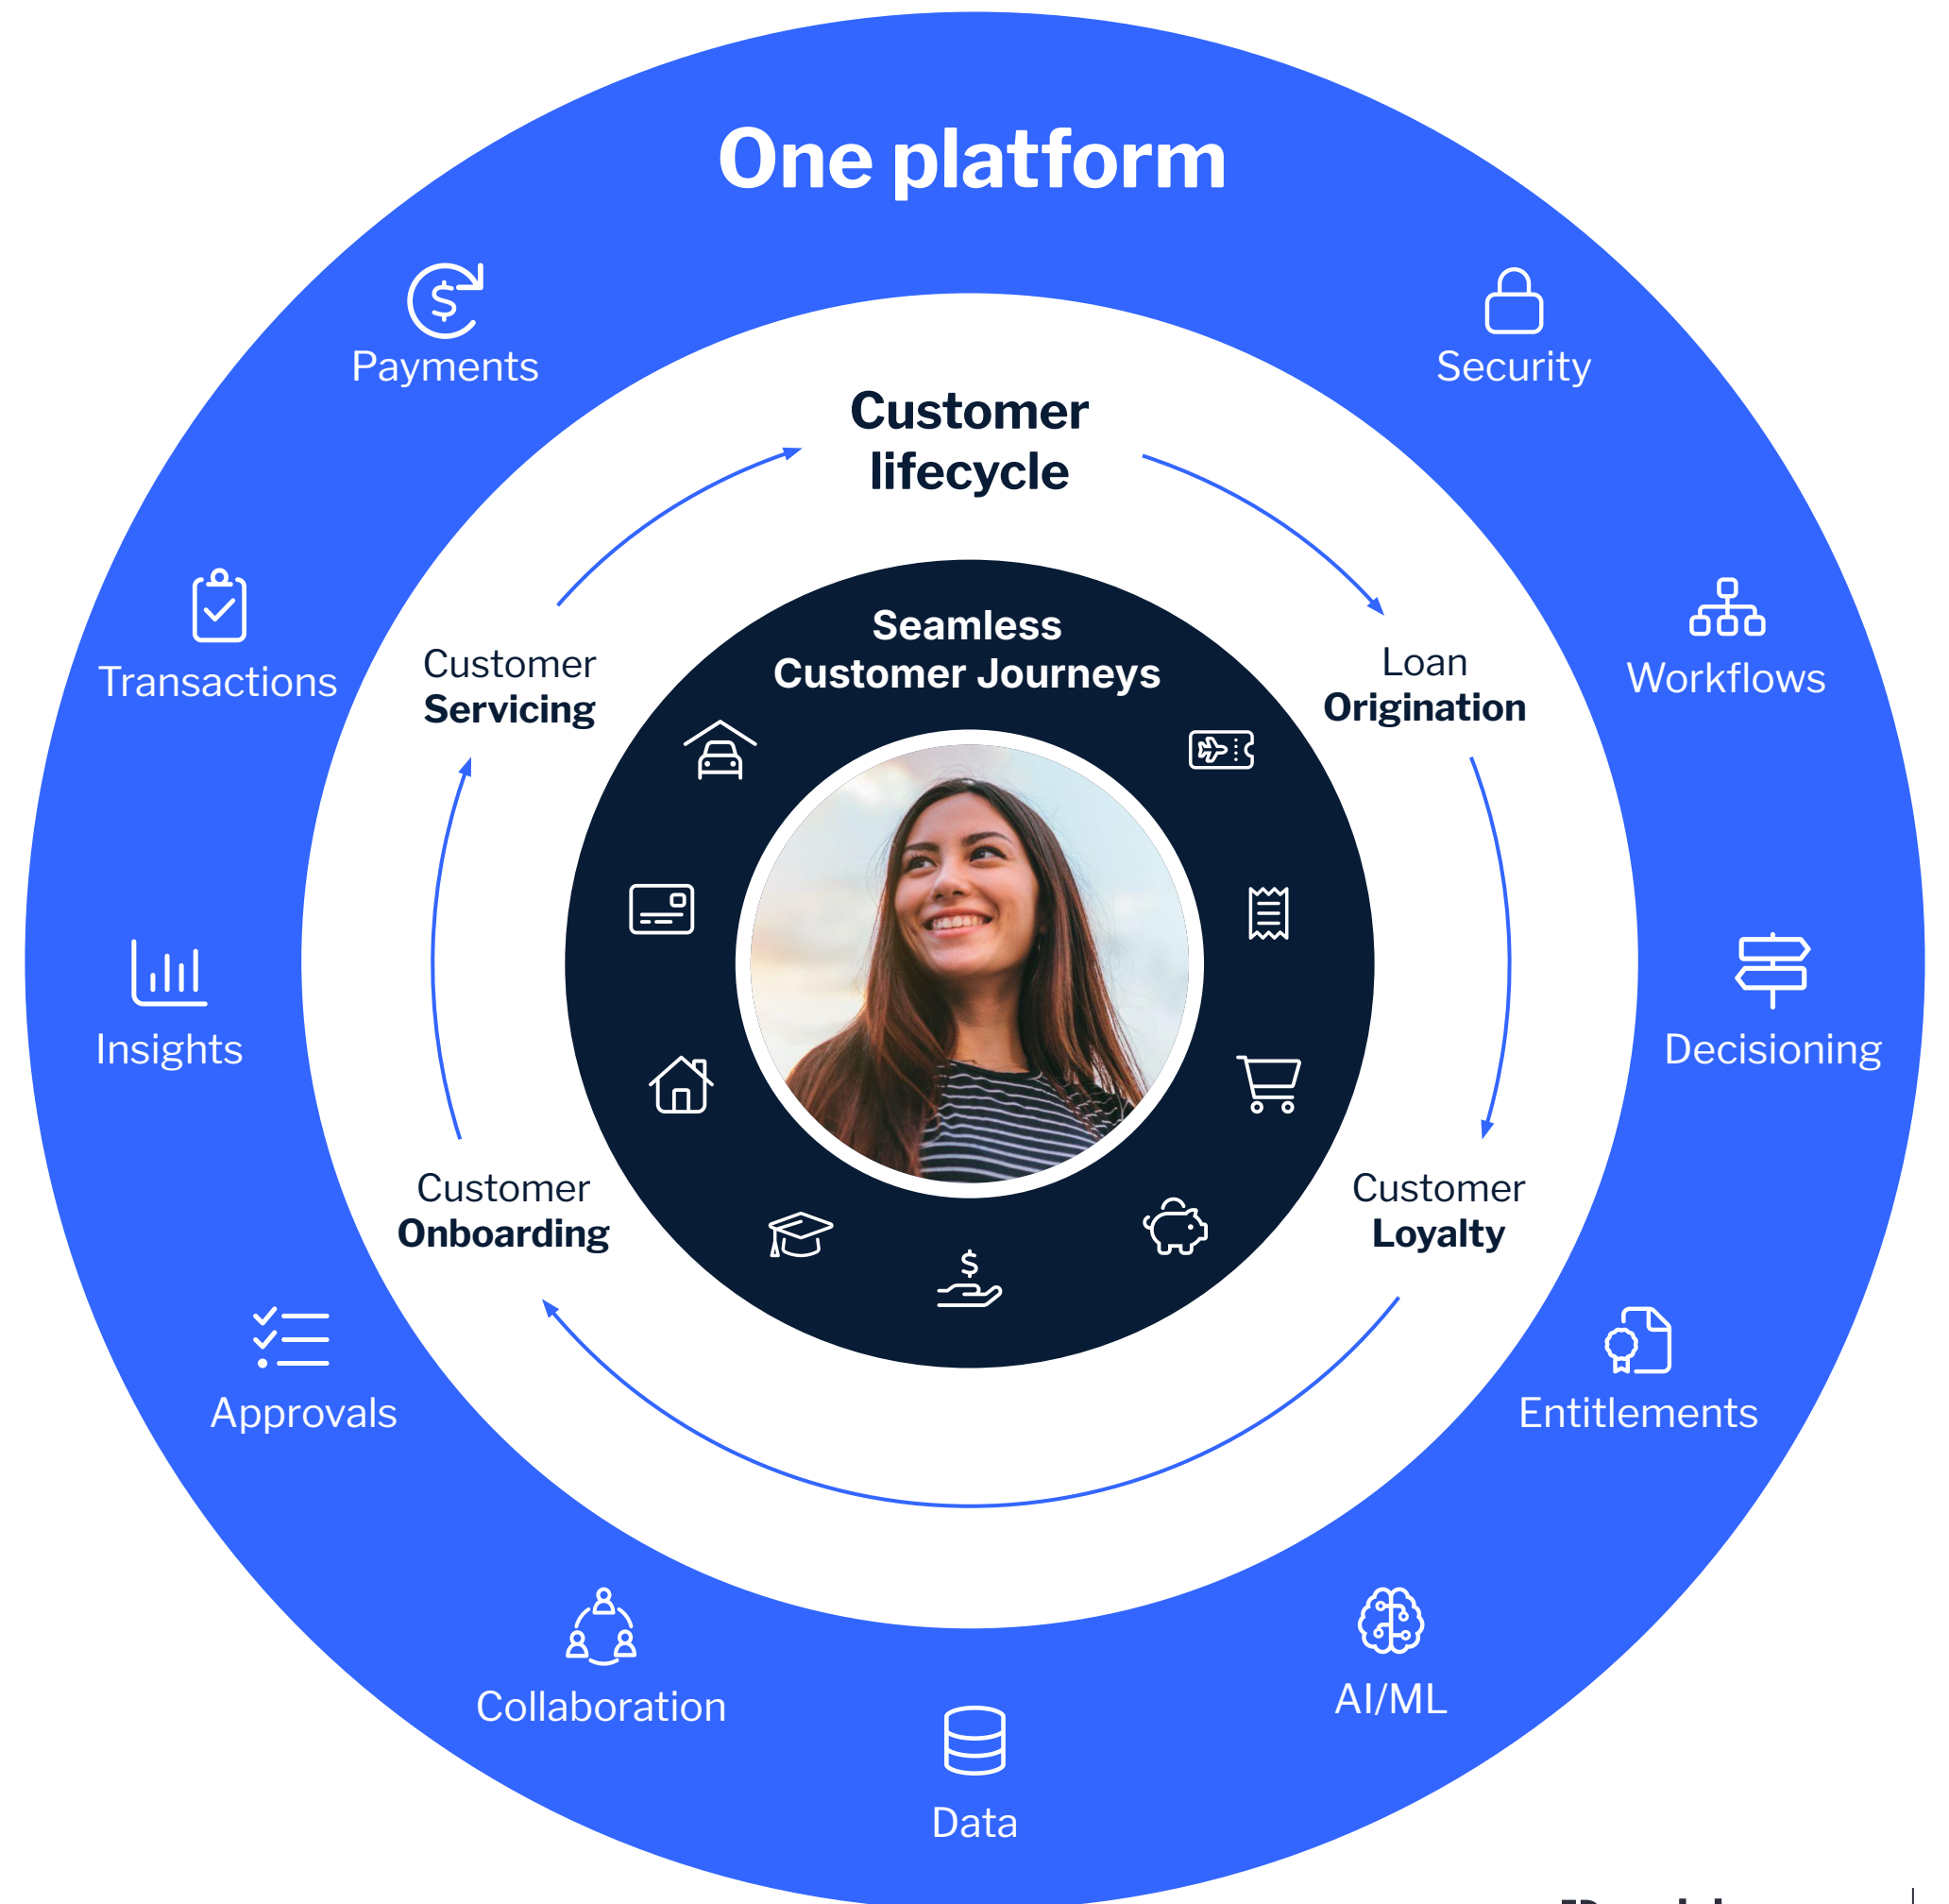 One platform
Payments
Security
Customer
lifecycle
Transactions
Customer
Servicing
Seamless
Customer Journeys
Loan
Origination
Workflows
Insights
Decisioning
Customer
Onboarding
Customer
Loyalty
Approvals
Entitlements
Collaboration
AI/ML
Data